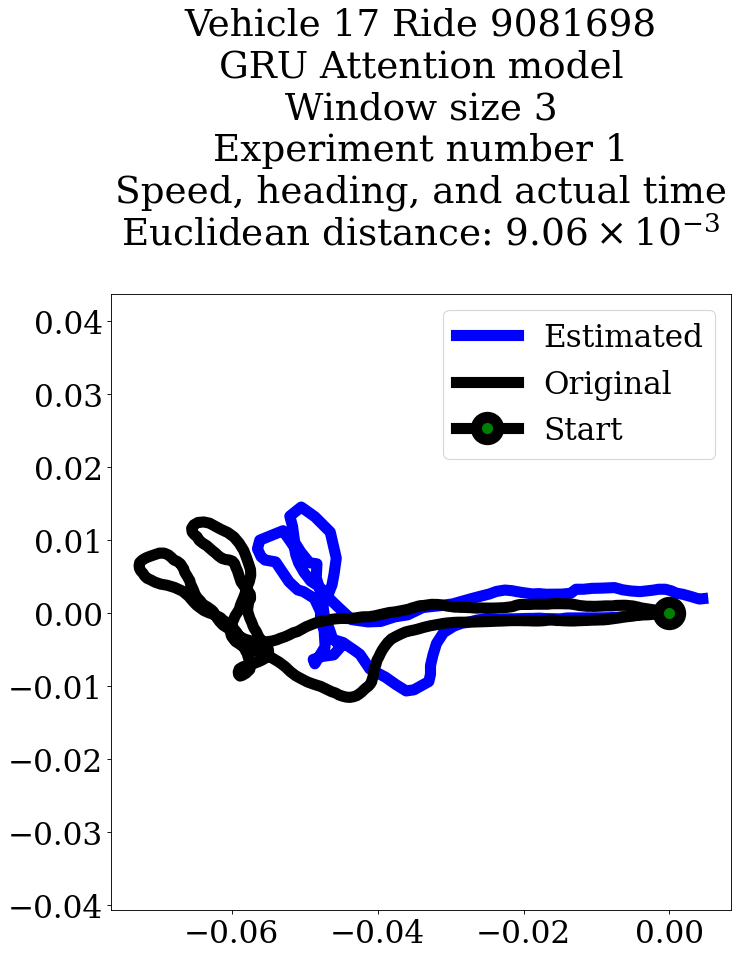 Vehicle 17 Ride 9081698
GRU Attention model
Window size 3
Experiment number 1
Speed, heading, and actual time
Euclidean distance: 9.06 × 10⁻³
Estimated
Original
Start
0.04
0.03
0.02
0.01
0.00
−0.01
−0.02
−0.03
−0.04
−0.06
−0.04
−0.02
0.00